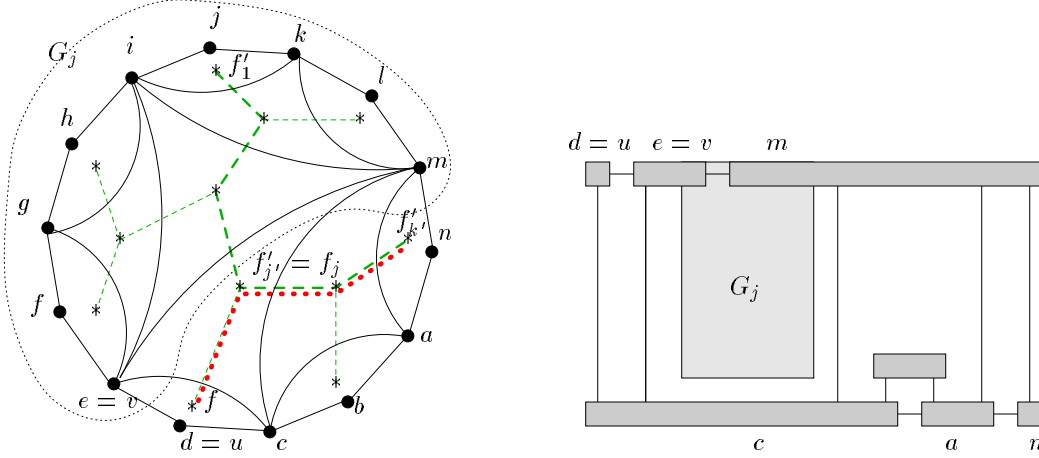 j
k
i
G_j
f'_1
l
h
m
g
f'_{k'}
n
f'_{j'} = f_j
f
a
e = v
f
b
d = u
c
d = u
e = v
m
G_j
c
a
n